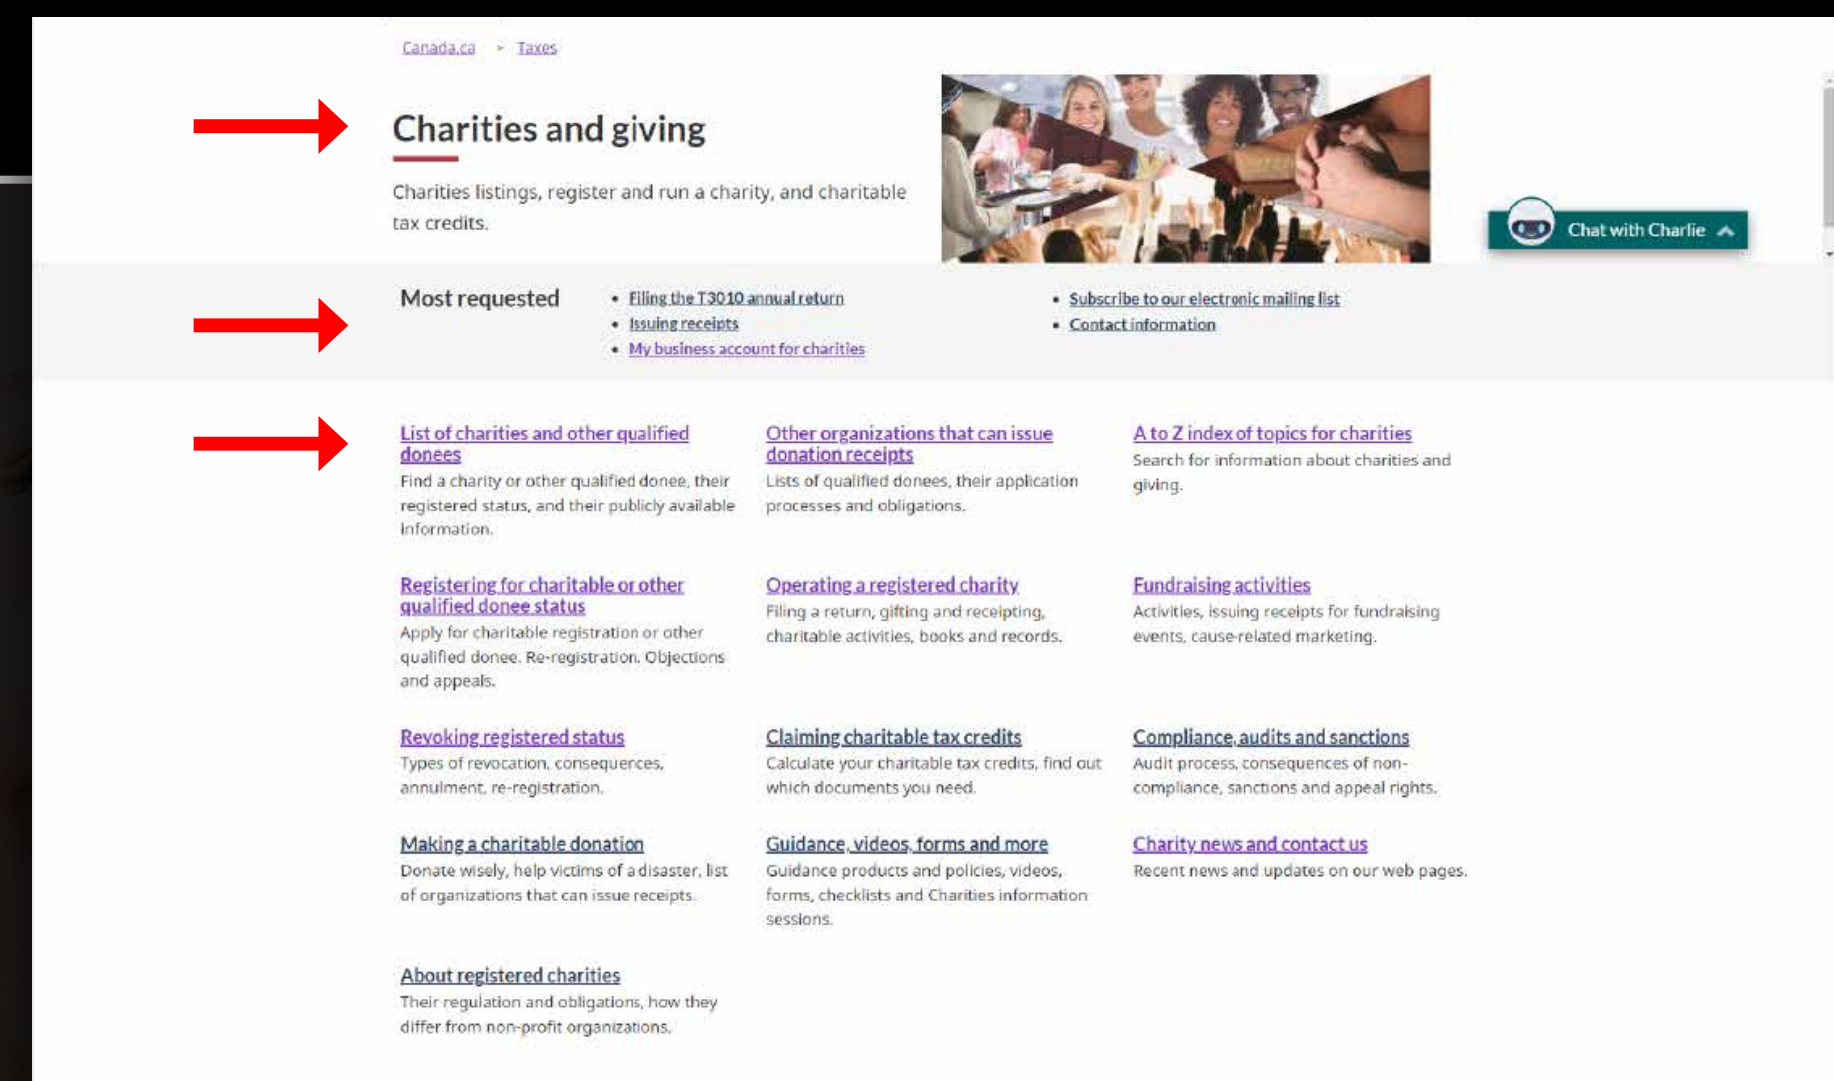 Canada.ca > Taxes
Charities and giving
Charities listings, register and run a charity, and charitable
tax credits.
Chat with Charlie
Most requested
• Filing the T3010 annual return
• Issuing receipts
• My business account for charities
• Subscribe to our electronic mailing list
• Contact information
List of charities and other qualified
donees
Find a charity or other qualified donee, their
registered status, and their publicly available
information.
Other organizations that can issue
donation receipts
Lists of qualified donees, their application
processes and obligations.
A to Z index of topics for charities
Search for information about charities and
giving.
Registering for charitable or other
qualified donee status
Apply for charitable registration or other
qualified donee. Re-registration. Objections
and appeals.
Operating a registered charity
Filing a return, gifting and receipting,
charitable activities, books and records.
Fundraising activities
Activities, issuing receipts for fundraising
events, cause-related marketing.
Revoking registered status
Types of revocation, consequences,
annulment, re-registration.
Claiming charitable tax credits
Calculate your charitable tax credits, find out
which documents you need.
Compliance, audits and sanctions
Audit process, consequences of non-
compliance, sanctions and appeal rights.
Making a charitable donation
Donate wisely, help victims of a disaster, list
of organizations that can issue receipts.
Guidance, videos, forms and more
Guidance products and policies, videos,
forms, checklists and Charities information
sessions.
Charity news and contact us
Recent news and updates on our web pages.
About registered charities
Their regulation and obligations, how they
differ from non-profit organizations.